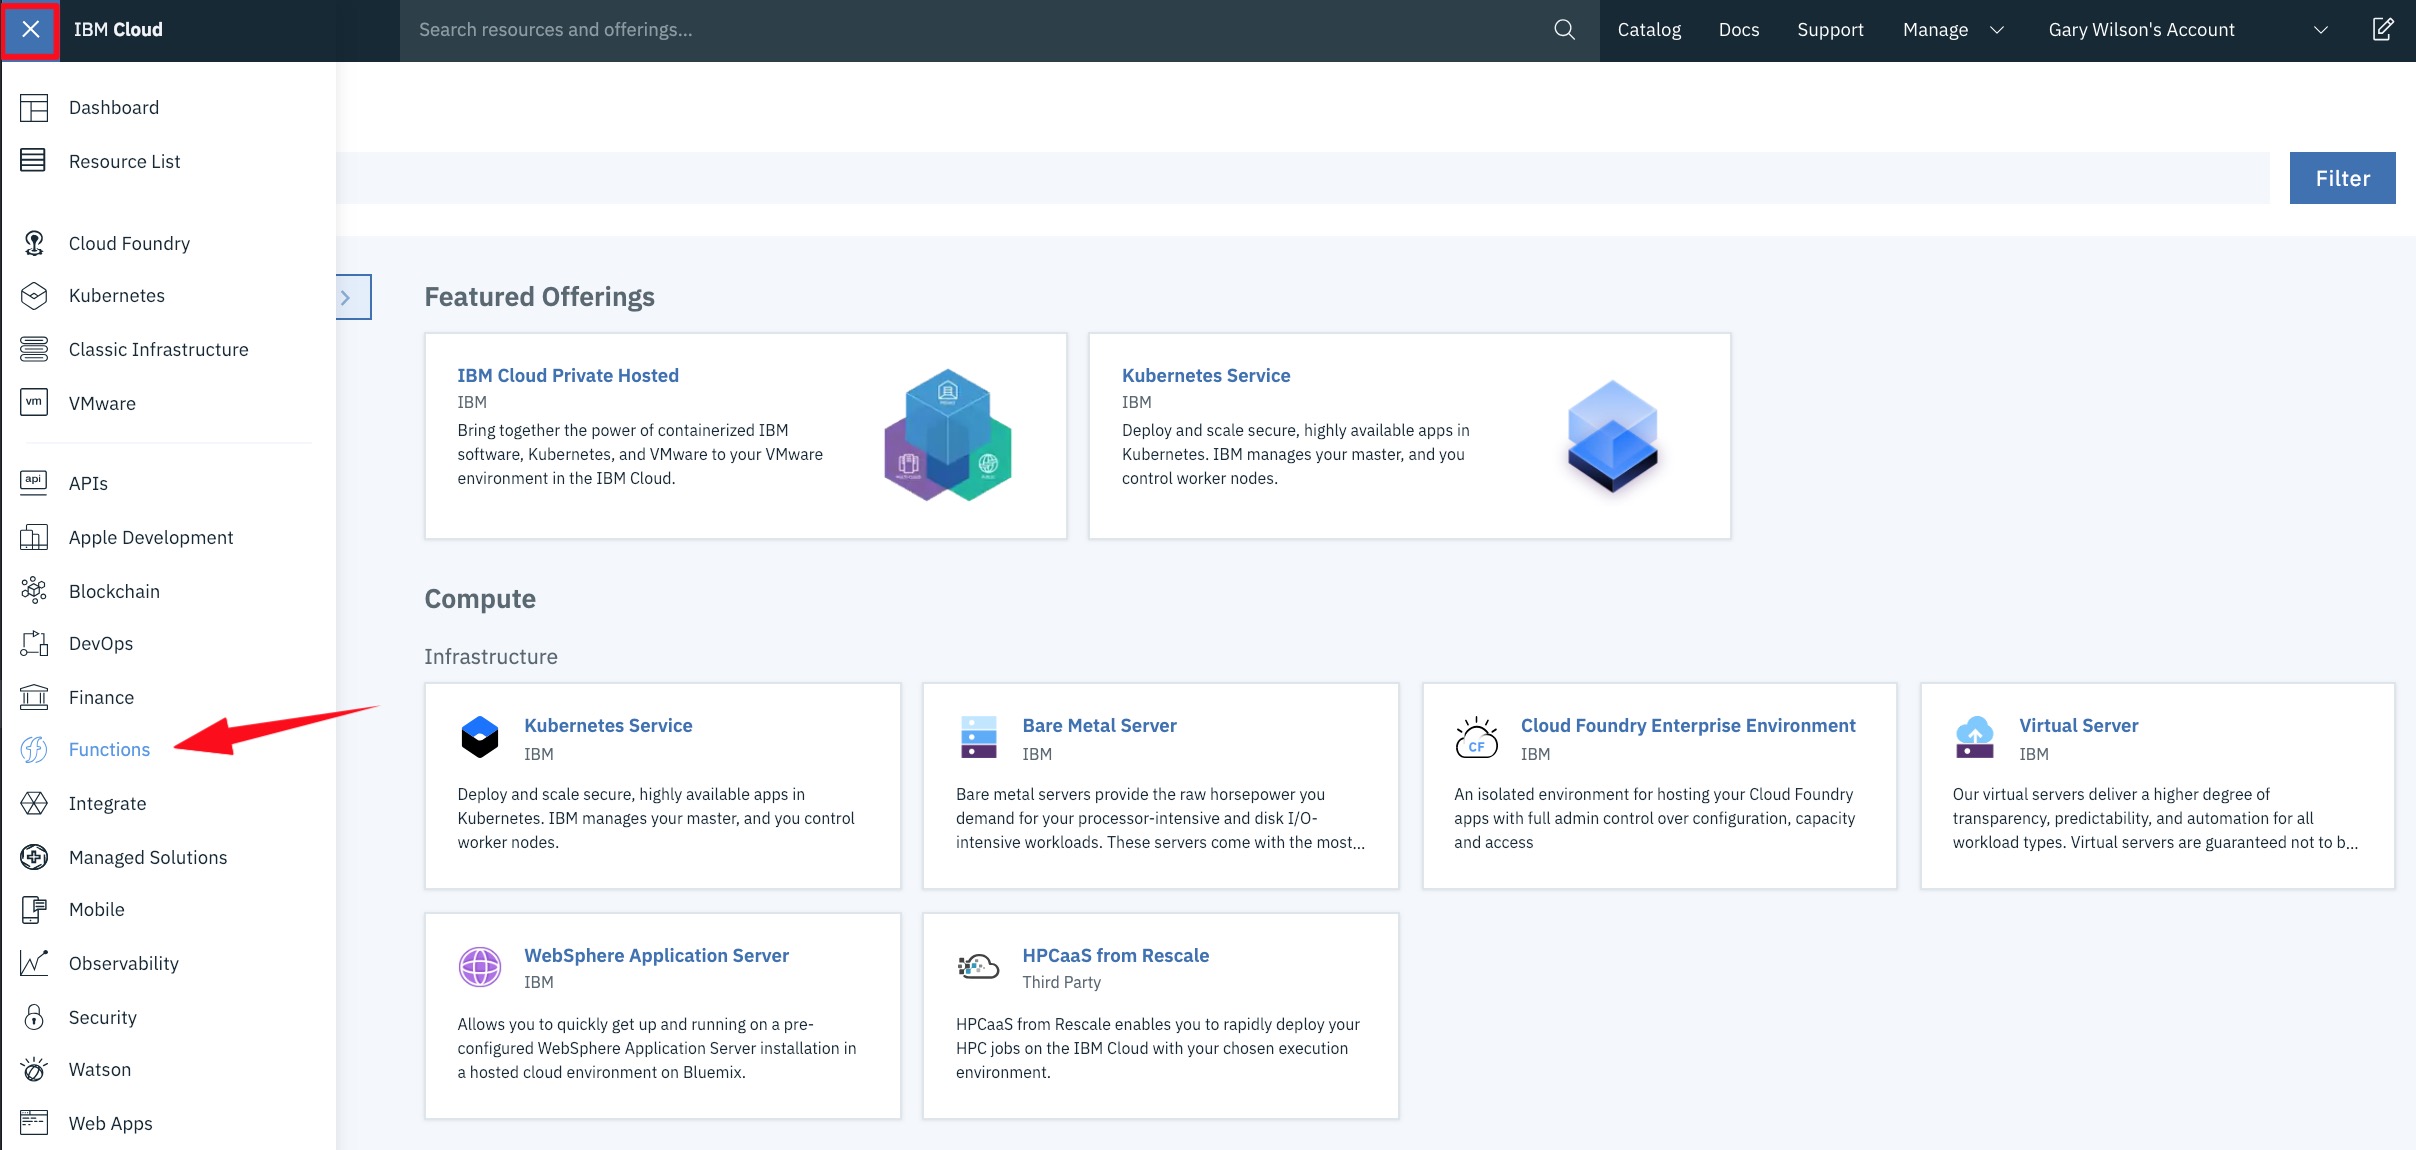 IBM Cloud
Search resources and offerings...
Catalog
Docs
Support
Manage
Gary Wilson's Account
Dashboard
Resource List
Cloud Foundry
Kubernetes
Classic Infrastructure
vm
VMware
api
APIs
Apple Development
Blockchain
DevOps
Finance
Functions
Integrate
Managed Solutions
Mobile
Observability
Security
Watson
Web Apps
Filter
Featured Offerings
IBM Cloud Private Hosted
IBM
Bring together the power of containerized IBM
software, Kubernetes, and VMware to your VMware
environment in the IBM Cloud.
Kubernetes Service
IBM
Deploy and scale secure, highly available apps in
Kubernetes. IBM manages your master, and you
control worker nodes.
Compute
Infrastructure
Kubernetes Service
IBM
Deploy and scale secure, highly available apps in
Kubernetes. IBM manages your master, and you control
worker nodes.
Bare Metal Server
IBM
Bare metal servers provide the raw horsepower you
demand for your processor-intensive and disk I/O-
intensive workloads. These servers come with the most...
CF
Cloud Foundry Enterprise Environment
IBM
An isolated environment for hosting your Cloud Foundry
apps with full admin control over configuration, capacity
and access
Virtual Server
IBM
Our virtual servers deliver a higher degree of
transparency, predictability, and automation for all
workload types. Virtual servers are guaranteed not to b...
WebSphere Application Server
IBM
Allows you to quickly get up and running on a pre-
configured WebSphere Application Server installation in
a hosted cloud environment on Bluemix.
HPCaaS from Rescale
Third Party
HPCaaS from Rescale enables you to rapidly deploy your
HPC jobs on the IBM Cloud with your chosen execution
environment.